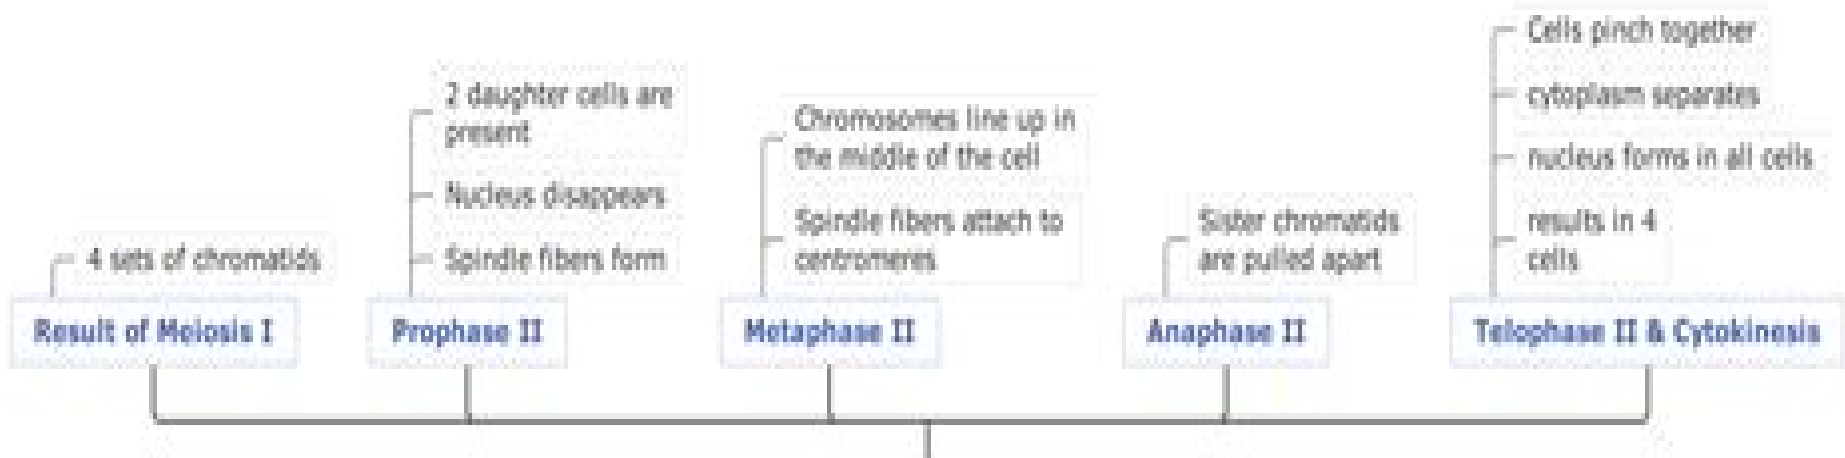 4 sets of chromatids
Result of Meiosis I
2 daughter cells are
present
Nucleus disappears
Spindle fibers form
Prophase II
Chromosomes line up in
the middle of the cell
Spindle fibers attach to
centromeres
Metaphase II
Sister chromatids
are pulled apart
Anaphase II
Cells pinch together
cytoplasm separates
nucleus forms in all cells
results in 4
cells
Telophase II & Cytokinesis